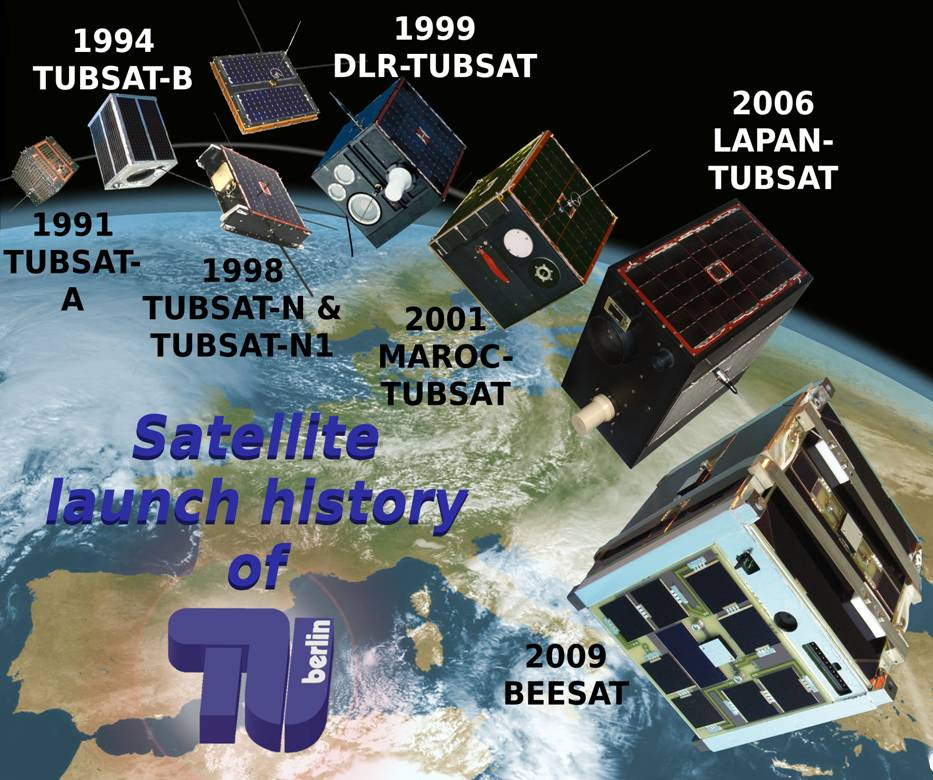 1994
TUBSAT-B
1999
DLR-TUBSAT
2006
LAPAN-
TUBSAT
1991
TUBSAT-
A
1998
TUBSAT-N &
TUBSAT-N1
2001
MAROC-
TUBSAT
Satellite
launch history
of
TU berlin
2009
BEESAT